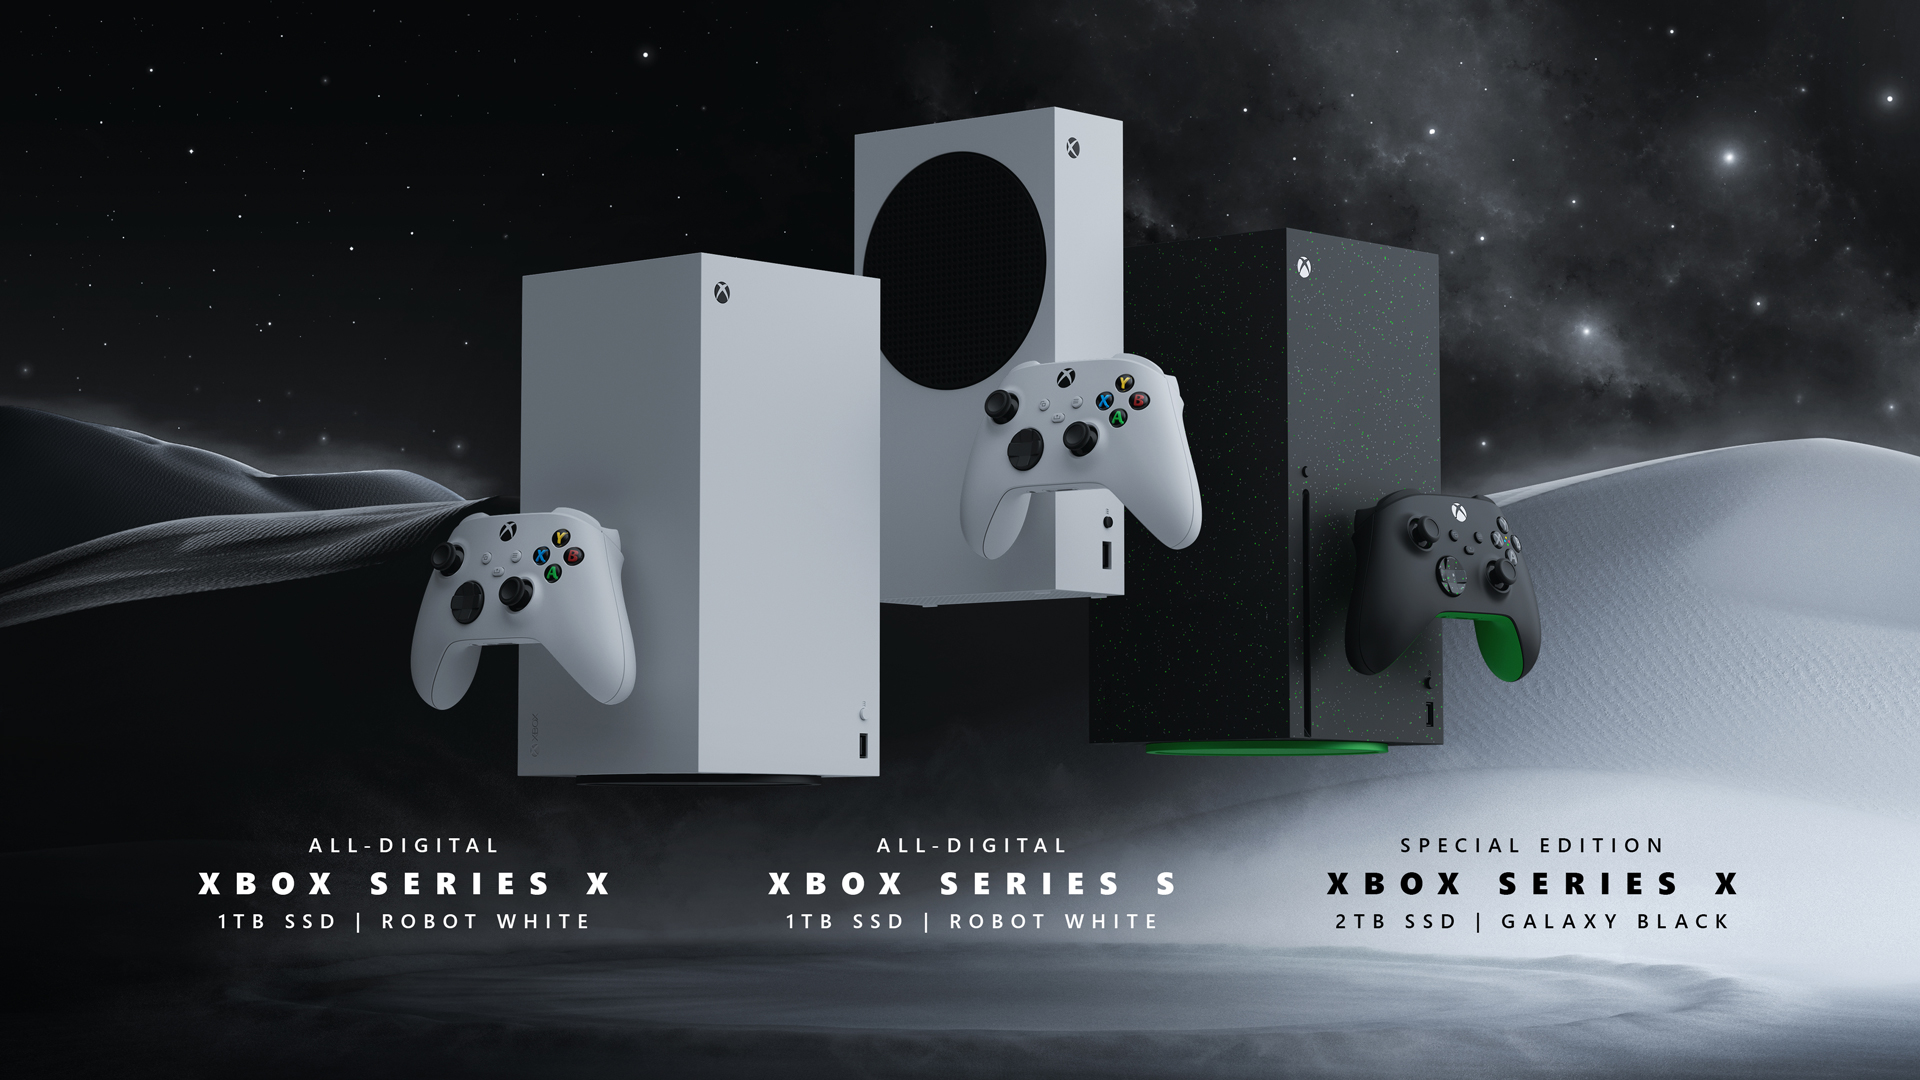 ALL-DIGITAL
XBOX SERIES X
1TB SSD | ROBOT WHITE
ALL-DIGITAL
XBOX SERIES S
1TB SSD | ROBOT WHITE
SPECIAL EDITION
XBOX SERIES X
2TB SSD | GALAXY BLACK
XBOX
Y
X
B
A
Y
X
B
A